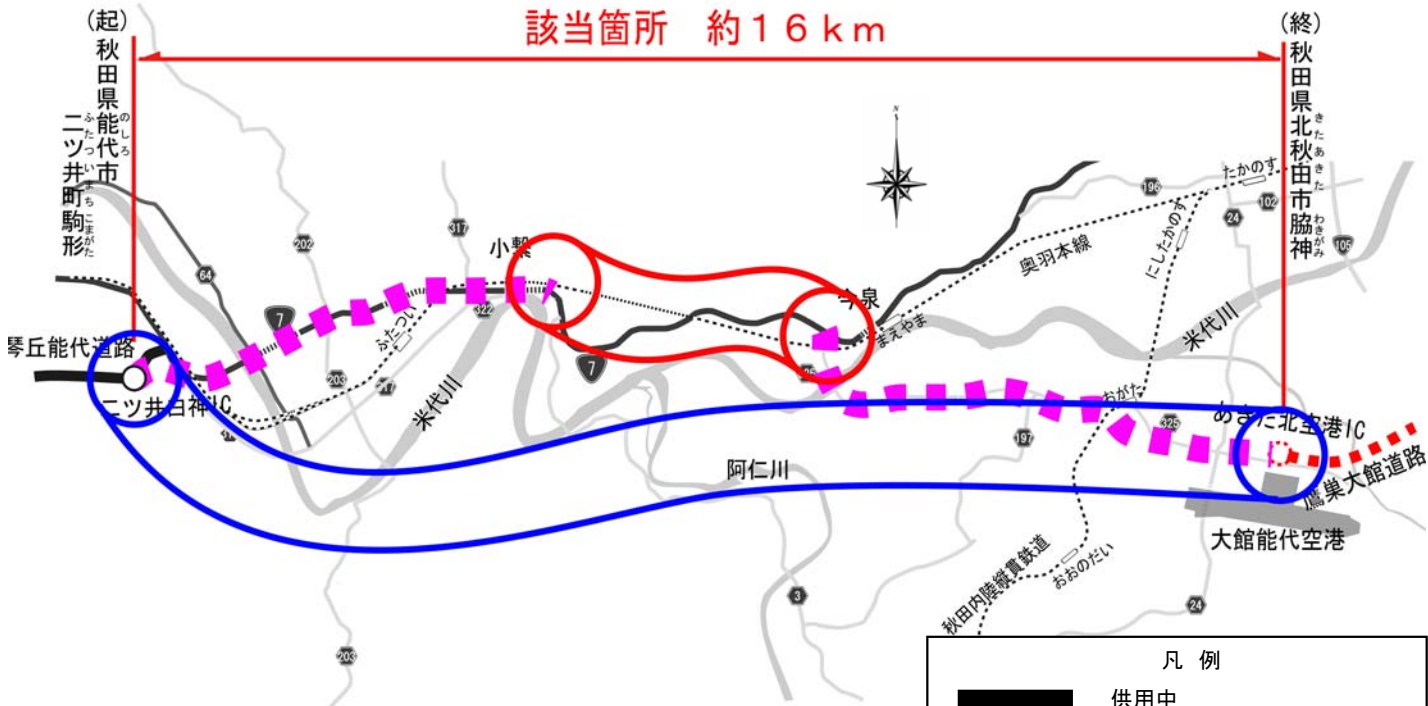 該当箇所 約16km
(起)
秋田県能代市
のしろ
二ツ井町駒形
ふたついまちこまがた
(終)
秋田県北秋田市脇神
きたあきた
わきがみ
N
たかのす
196
24
102
105
にしたかのす
奥羽本線
317
小繋
202
64
7
322
ふたつい
203
317
今泉
まえやま
7
米代川
琴丘能代道路
二ツ井白神IC
米代川
おがた
325
あきた北空港IC
197
阿仁川
鷹巣大館道路
大館能代空港
秋田内陸縦貫鉄道
おおのだい
3
24
203
凡例
供用中